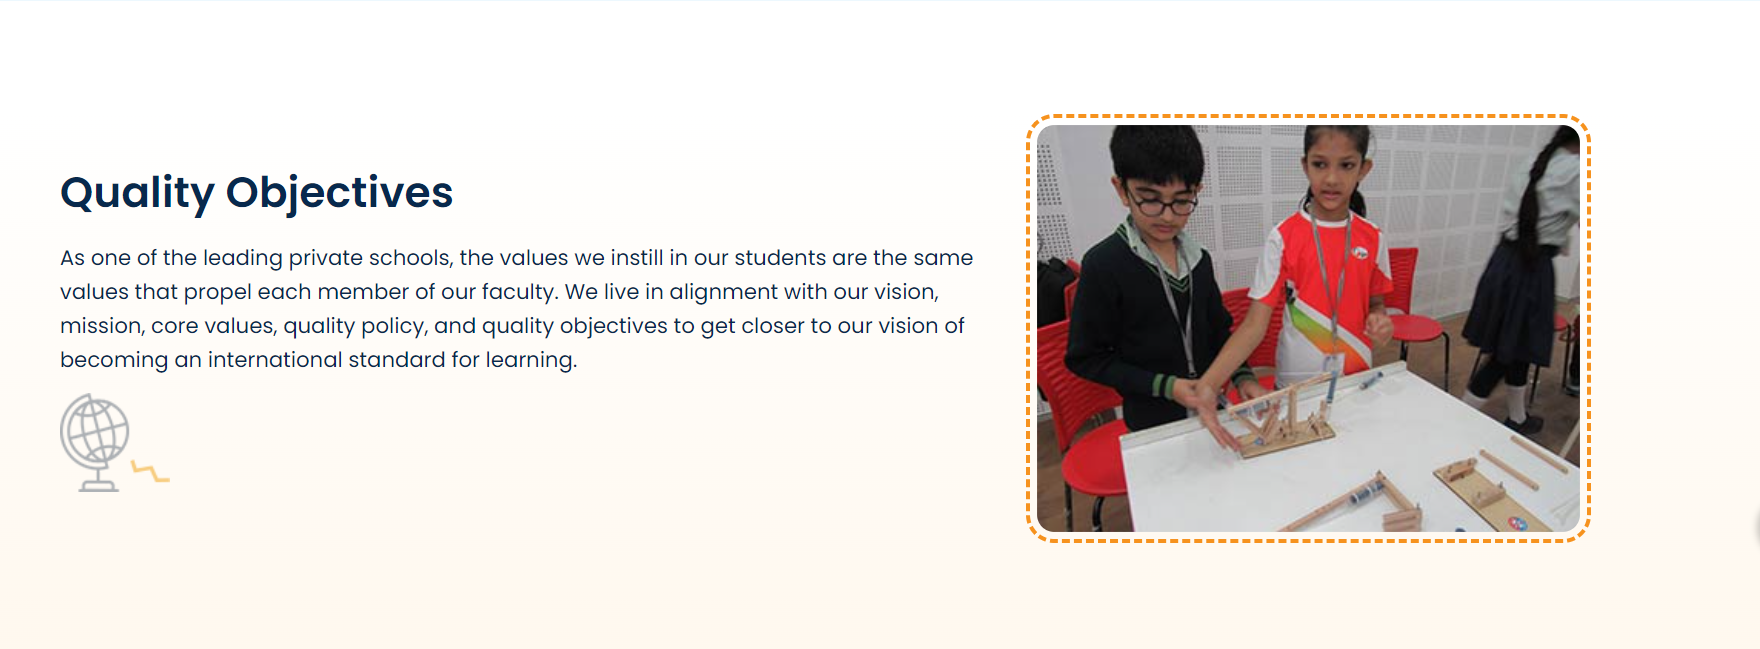 Quality Objectives
As one of the leading private schools, the values we instill in our students are the same
values that propel each member of our faculty. We live in alignment with our vision,
mission, core values, quality policy, and quality objectives to get closer to our vision of
becoming an international standard for learning.